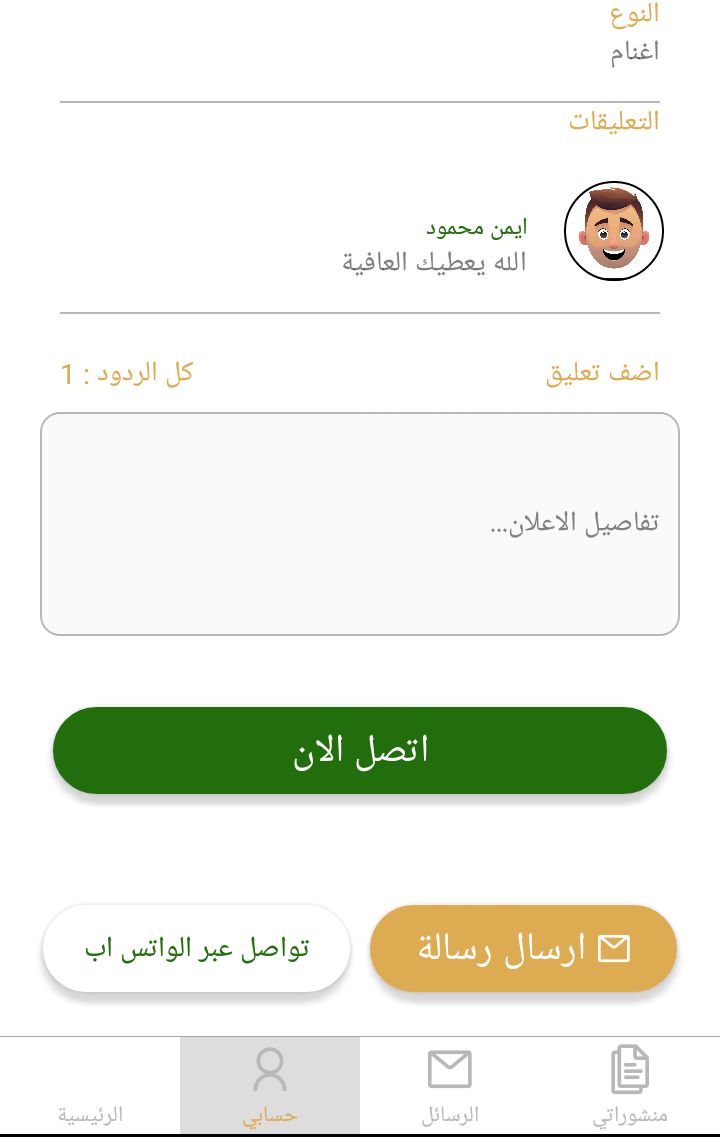 النوع
اغنام
التعليقات
ايمن محمود
الله يعطيك العافية
اضف تعليق
كل الردود : 1
تفاصيل الاعلان...
اتصل الان
ارسال رسالة
تواصل عبر الواتس اب
منشوراتي
الرسائل
حسابي
الرئيسية